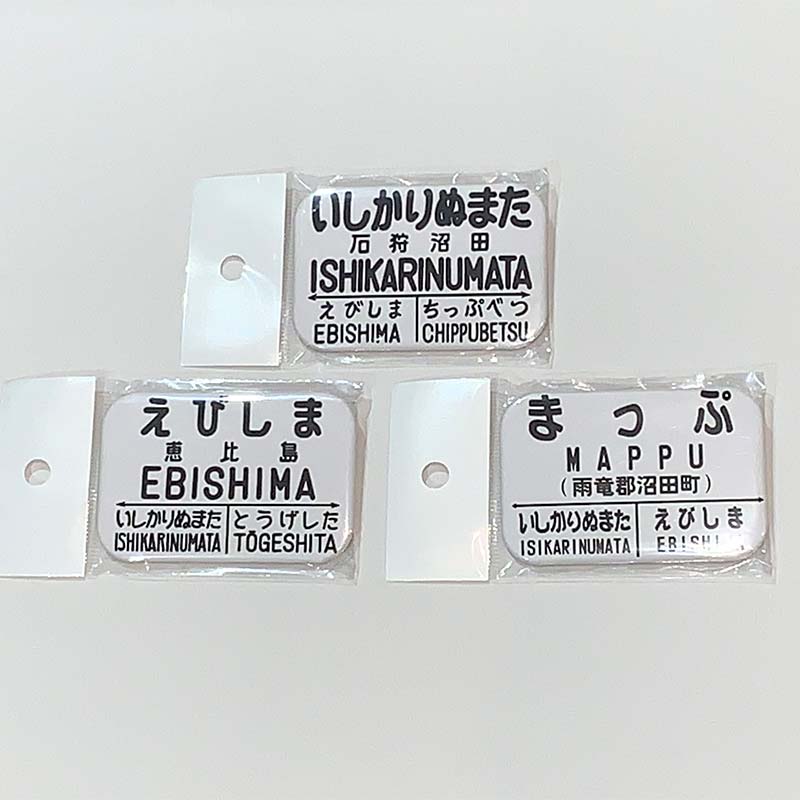 いしかりぬまた
石狩沼田
ISHIKARINUMATA
えびしま ちっぷべつ
EBISHIMA CHIPPUBETSU
えびしま
恵比島
EBISHIMA
いしかりぬまた とうげした
ISHIKARINUMATA TŌGESHITA
まっぷ
MAPPU
(雨竜郡沼田町)
いしかりぬまた えびしま
ISIKARINUMATA EBISHIMA